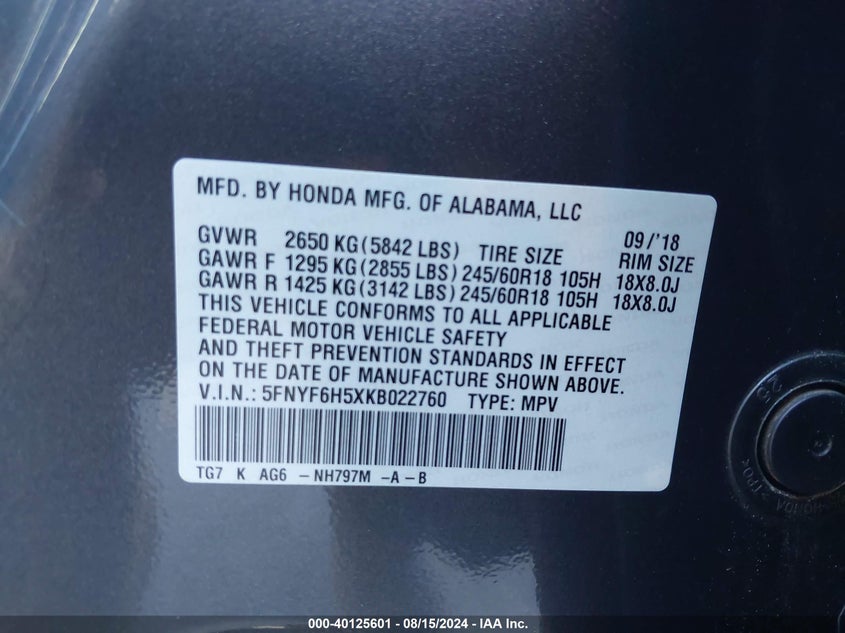 MFD. BY HONDA MFG. OF ALABAMA, LLC
09/'18
GVWR 2650 KG(5842 LBS) TIRE SIZE RIM SIZE
GAWR F 1295 KG(2855 LBS) 245/60R18 105H 18X8.0J
GAWR R 1425 KG(3142 LBS) 245/60R18 105H 18X8.0J
THIS VEHICLE CONFORMS TO ALL APPLICABLE
FEDERAL MOTOR VEHICLE SAFETY
AND THEFT PREVENTION STANDARDS IN EFFECT
ON THE DATE OF MANUFACTURE SHOWN ABOVE.
V.I.N.: 5FNYF6H5XKB022760 TYPE: MPV
TG7 K AG6 -NH797M -A-B
000-40125601 - 08/15/2024 - IAA Inc.